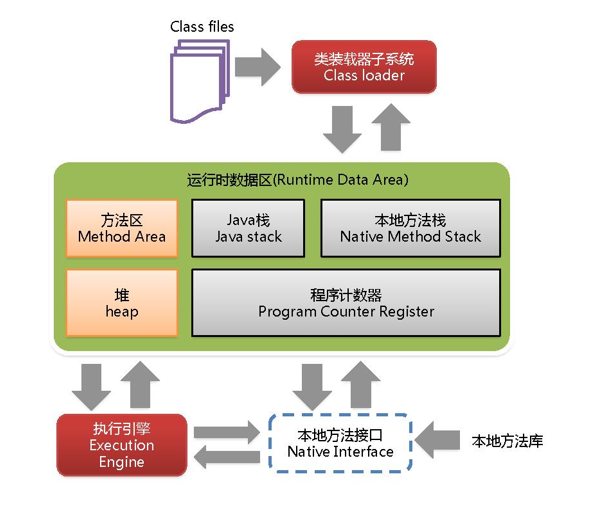 Class files
类装载器子系统
Class loader
运行时数据区(Runtime Data Area)
方法区
Method Area
Java栈
Java stack
本地方法栈
Native Method Stack
堆
heap
程序计数器
Program Counter Register
执行引擎
Execution
Engine
本地方法接口
Native Interface
本地方法库